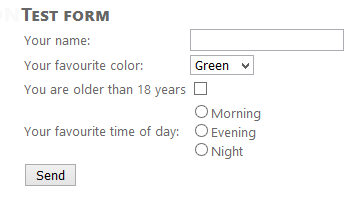 TEST FORM
Your name:
Your favourite color: Green
You are older than 18 years
Morning
Your favourite time of day: Evening
Night
Send